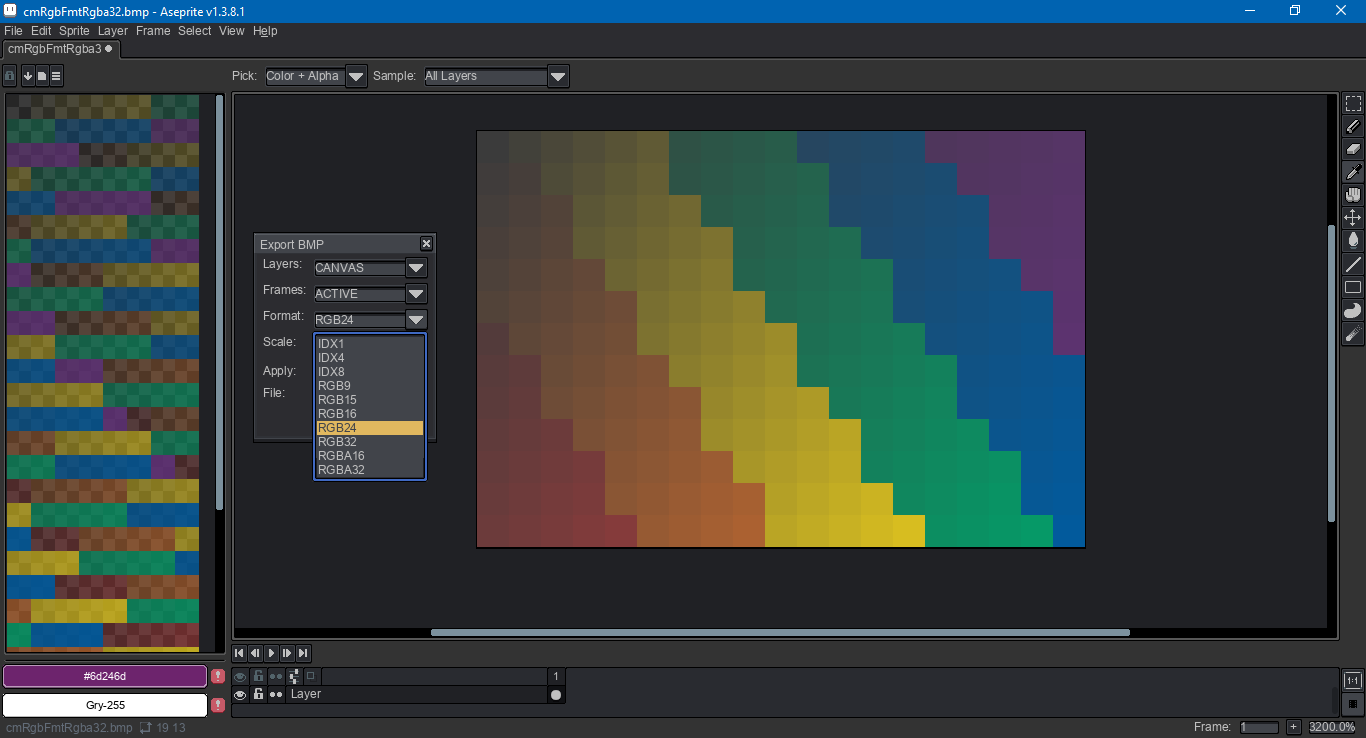 cmRgbFmtRgba32.bmp - Aseprite v1.3.8.1
File Edit Sprite Layer Frame Select View Help
cmRgbFmtRgba3
Pick: Color + Alpha Sample: All Layers
Export BMP
Layers: CANVAS
Frames: ACTIVE
Format: RGB24
Scale:
Apply:
File:
IDX1
IDX4
IDX8
RGB9
RGB15
RGB16
RGB24
RGB32
RGBA16
RGBA32
#6d246d
Gry-255
1
Layer
1:1
cmRgbFmtRgba32.bmp 19 13
Frame: 1 + 3200.0%